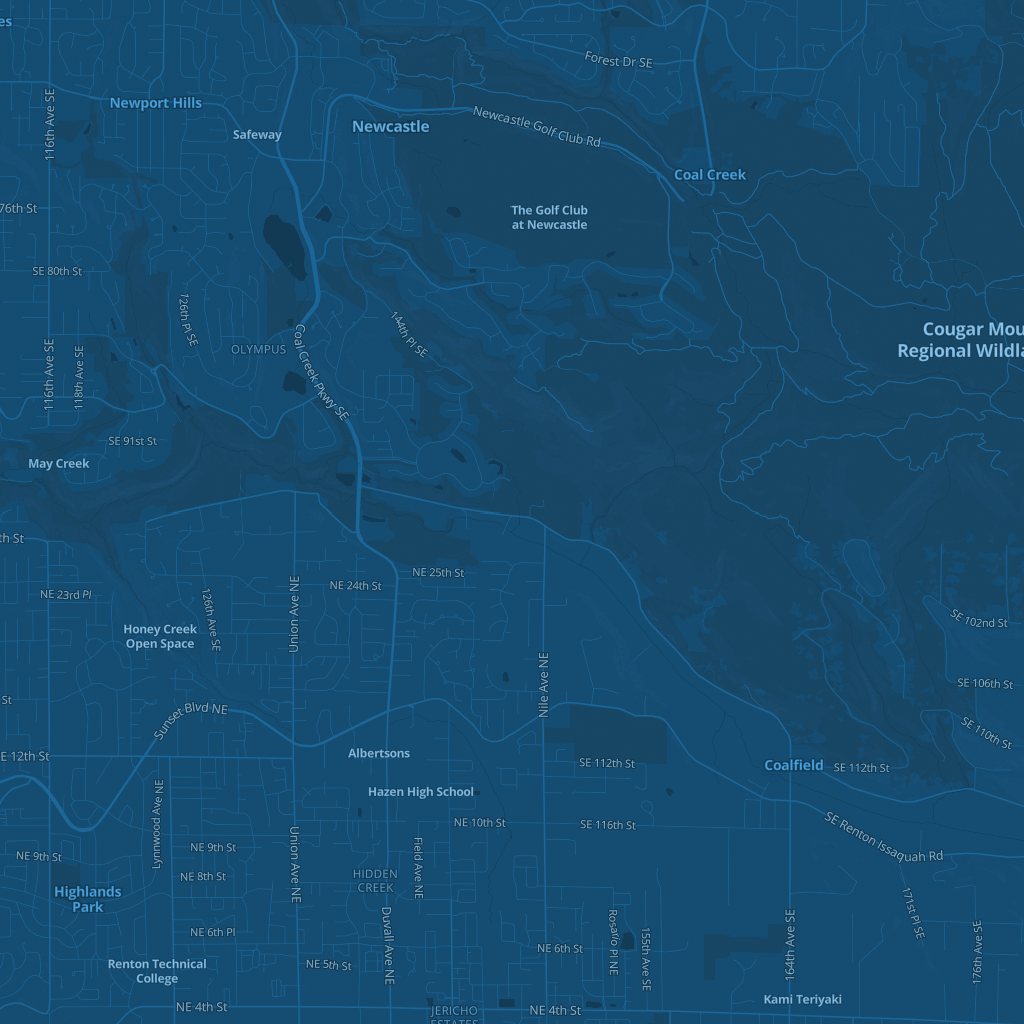 es
Forest Dr SE
Newport Hills
116th Ave SE
Safeway
Newcastle
Newcastle Golf Club Rd
Coal Creek
76th St
The Golf Club
at Newcastle
SE 80th St
126th Pl SE
144th Pl SE
OLYMPUS
Coal Creek Pkwy SE
Cougar Mou
Regional Wildla
116th Ave SE
118th Ave SE
SE 91st St
May Creek
th St
NE 25th St
NE 24th St
NE 23rd Pl
126th Ave SE
Union Ave NE
Honey Creek
Open Space
SE 102nd St
Nile Ave NE
SE 106th St
St
Sunset Blvd NE
SE 110th St
E 12th St
Albertsons
SE 112th St
Coalfield
SE 112th St
Hazen High School
Lynnwood Ave NE
NE 10th St
SE 116th St
SE Renton Issaquah Rd
Union Ave NE
Field Ave NE
NE 9th St
NE 9th St
NE 8th St
HIDDEN
CREEK
Highlands
Park
171st Pl SE
NE 6th Pl
Duvall Ave NE
Rosario Pl NE
155th Ave SE
164th Ave SE
176th Ave SE
NE 6th St
Renton Technical
College
NE 5th St
Kami Teriyaki
NE 4th St
NE 4th St
JERICHO
ESTATES